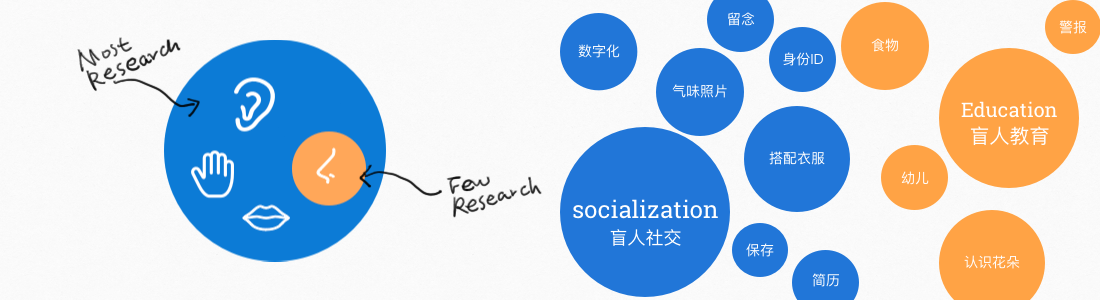 Most
Research
Few
Research
数字化
留念
气味照片
身份ID
食物
警报
搭配衣服
Education
盲人教育
幼儿
socialization
盲人社交
保存
简历
认识花朵